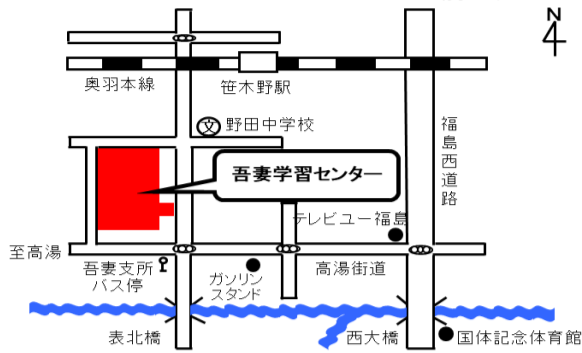 N
奥羽本線
笹木野駅
文
野田中学校
福島西道路
吾妻学習センター
テレビユー福島
至高湯
吾妻支所
バス停
ガソリン
スタンド
高湯街道
表北橋
西大橋
国体記念体育館